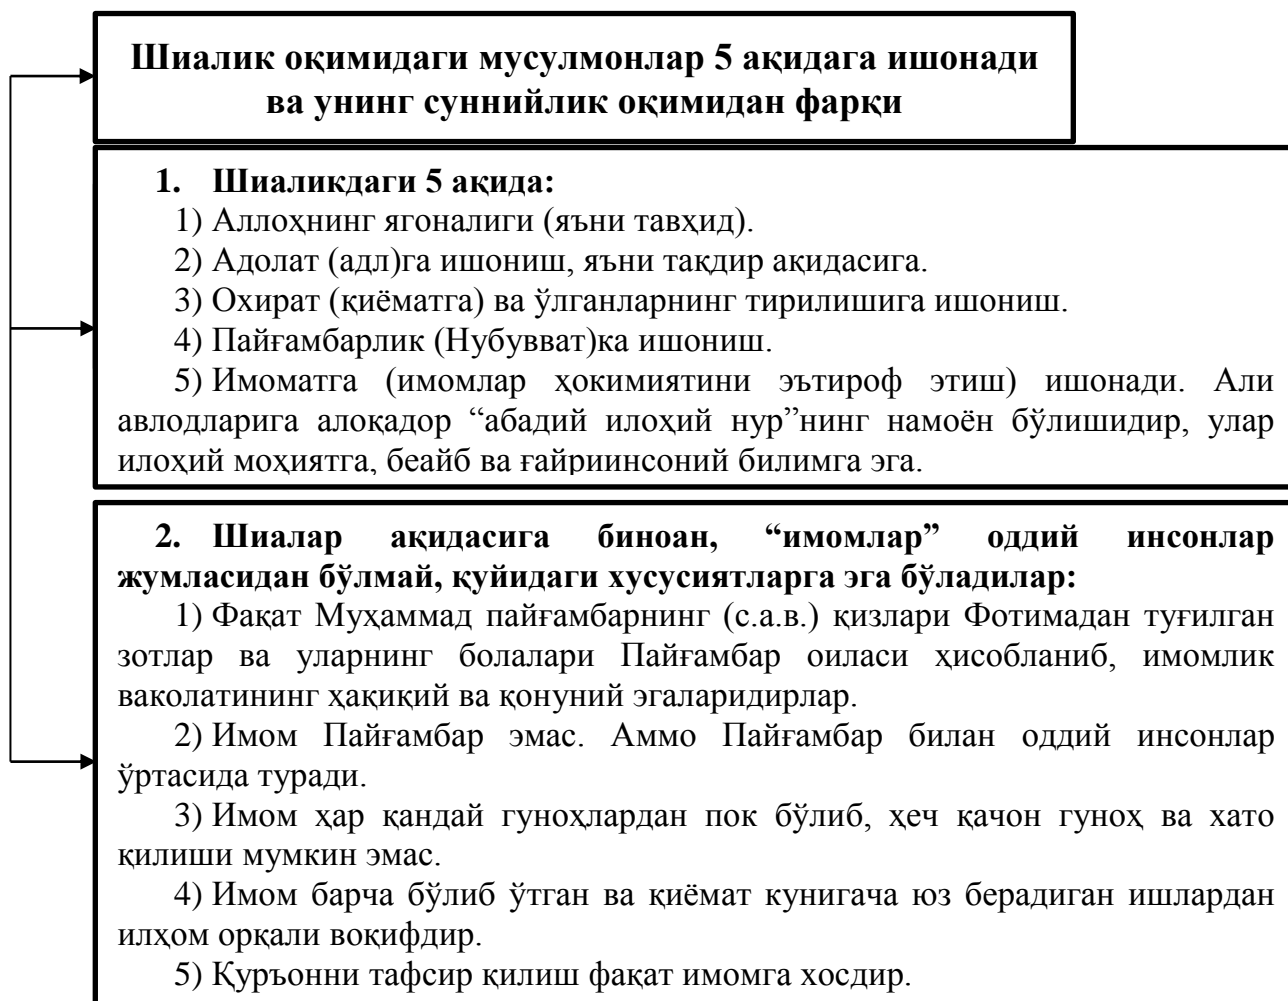 Шиалик оқимидаги мусулмонлар 5 ақидага ишонади
ва унинг суннийлик оқимидан фарқи
1. Шиаликдаги 5 ақида:
1) Аллоҳнинг ягоналиги (яъни тавҳид).
2) Адолат (адл)га ишониш, яъни тақдир ақидасига.
3) Охират (қиёматга) ва ўлганларнинг тирилишига ишониш.
4) Пайғамбарлик (Нубувват)ка ишониш.
5) Имоматга (имомлар ҳокимиятини эътироф этиш) ишонади. Али
авлодларига алоқадор “абадий илоҳий нур”нинг намоён бўлишидир, улар
илоҳий моҳиятга, беайб ва ғайриинсоний билимга эга.
2. Шиалар ақидасига биноан, “имомлар” оддий инсонлар
жумласидан бўлмай, қуйидаги хусусиятларга эга бўладилар:
1) Фақат Муҳаммад пайғамбарнинг (с.а.в.) қизлари Фотимадан туғилган
зотлар ва уларнинг болалари Пайғамбар оиласи ҳисобланиб, имомлик
ваколатининг ҳақиқий ва қонуний эгаларидирлар.
2) Имом Пайғамбар эмас. Аммо Пайғамбар билан оддий инсонлар
ўртасида туради.
3) Имом ҳар қандай гуноҳлардан пок бўлиб, ҳеч қачон гуноҳ ва хато
қилиши мумкин эмас.
4) Имом барча бўлиб ўтган ва қиёмат кунигача юз берадиган ишлардан
илҳом орқали воқифдир.
5) Қуръонни тафсир қилиш фақат имомга хосдир.